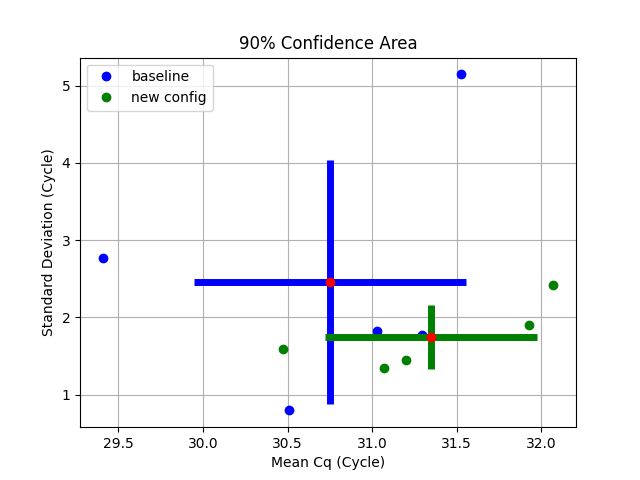 90% Confidence Area
baseline
new config
Standard Deviation (Cycle)
5
4
3
2
1
29.5 30.0 30.5 31.0 31.5 32.0
Mean Cq (Cycle)